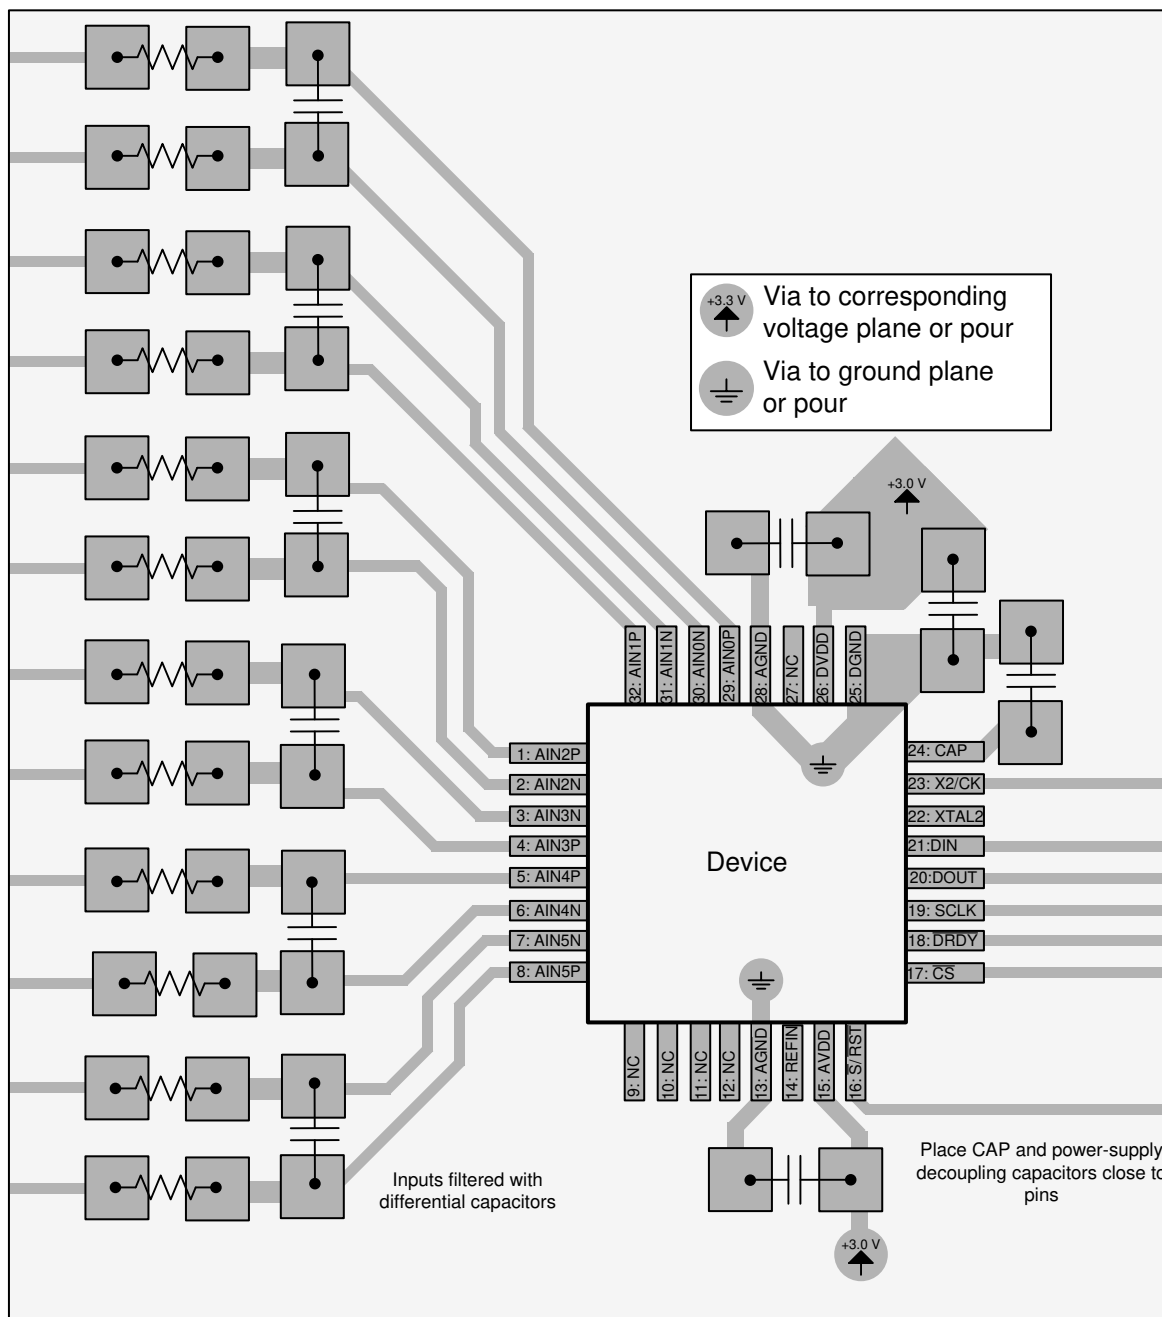 +3.3 V
Via to corresponding
voltage plane or pour
Via to ground plane
or pour
+3.0 V
32: AIN1P
31: AIN1N
30: AIN0N
29: AIN0P
28: AGND
27: NC
26: DVDD
25: DGND
1: AIN2P
2: AIN2N
3: AIN3N
4: AIN3P
5: AIN4P
6: AIN4N
7: AIN5N
8: AIN5P
Device
24: CAP
23: X2/CK
22: XTAL2
21:DIN
20:DOUT
19: SCLK
18: DRDY
17: CS
9: NC
10: NC
11: NC
12: NC
13: AGND
14: REFIN
15: AVDD
16: S/RST
Inputs filtered with
differential capacitors
Place CAP and power-supply
decoupling capacitors close to
pins
+3.0 V